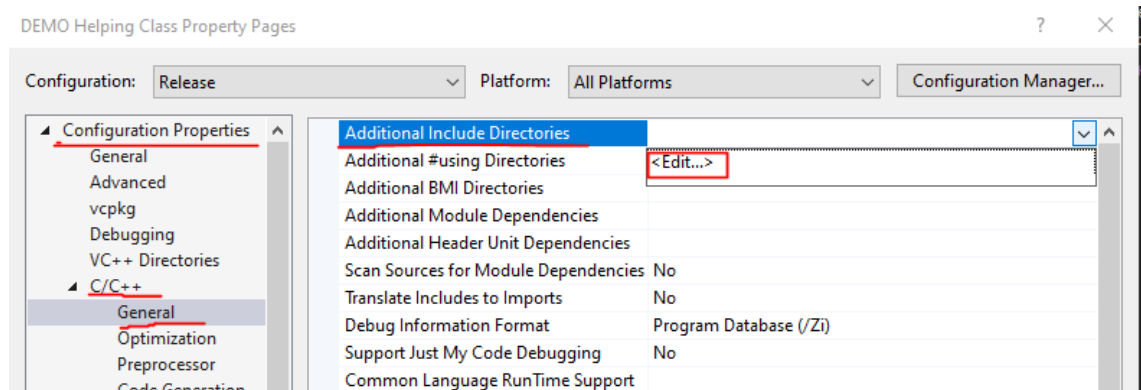 DEMO Helping Class Property Pages
Configuration: Release Platform: All Platforms Configuration Manager...
Configuration Properties
General
Advanced
vcpkg
Debugging
VC++ Directories
C/C++
General
Optimization
Preprocessor
Code Generation
Additional Include Directories
Additional #using Directories <Edit...>
Additional BMI Directories
Additional Module Dependencies
Additional Header Unit Dependencies
Scan Sources for Module Dependencies No
Translate Includes to Imports No
Debug Information Format Program Database (/Zi)
Support Just My Code Debugging No
Common Language RunTime Support